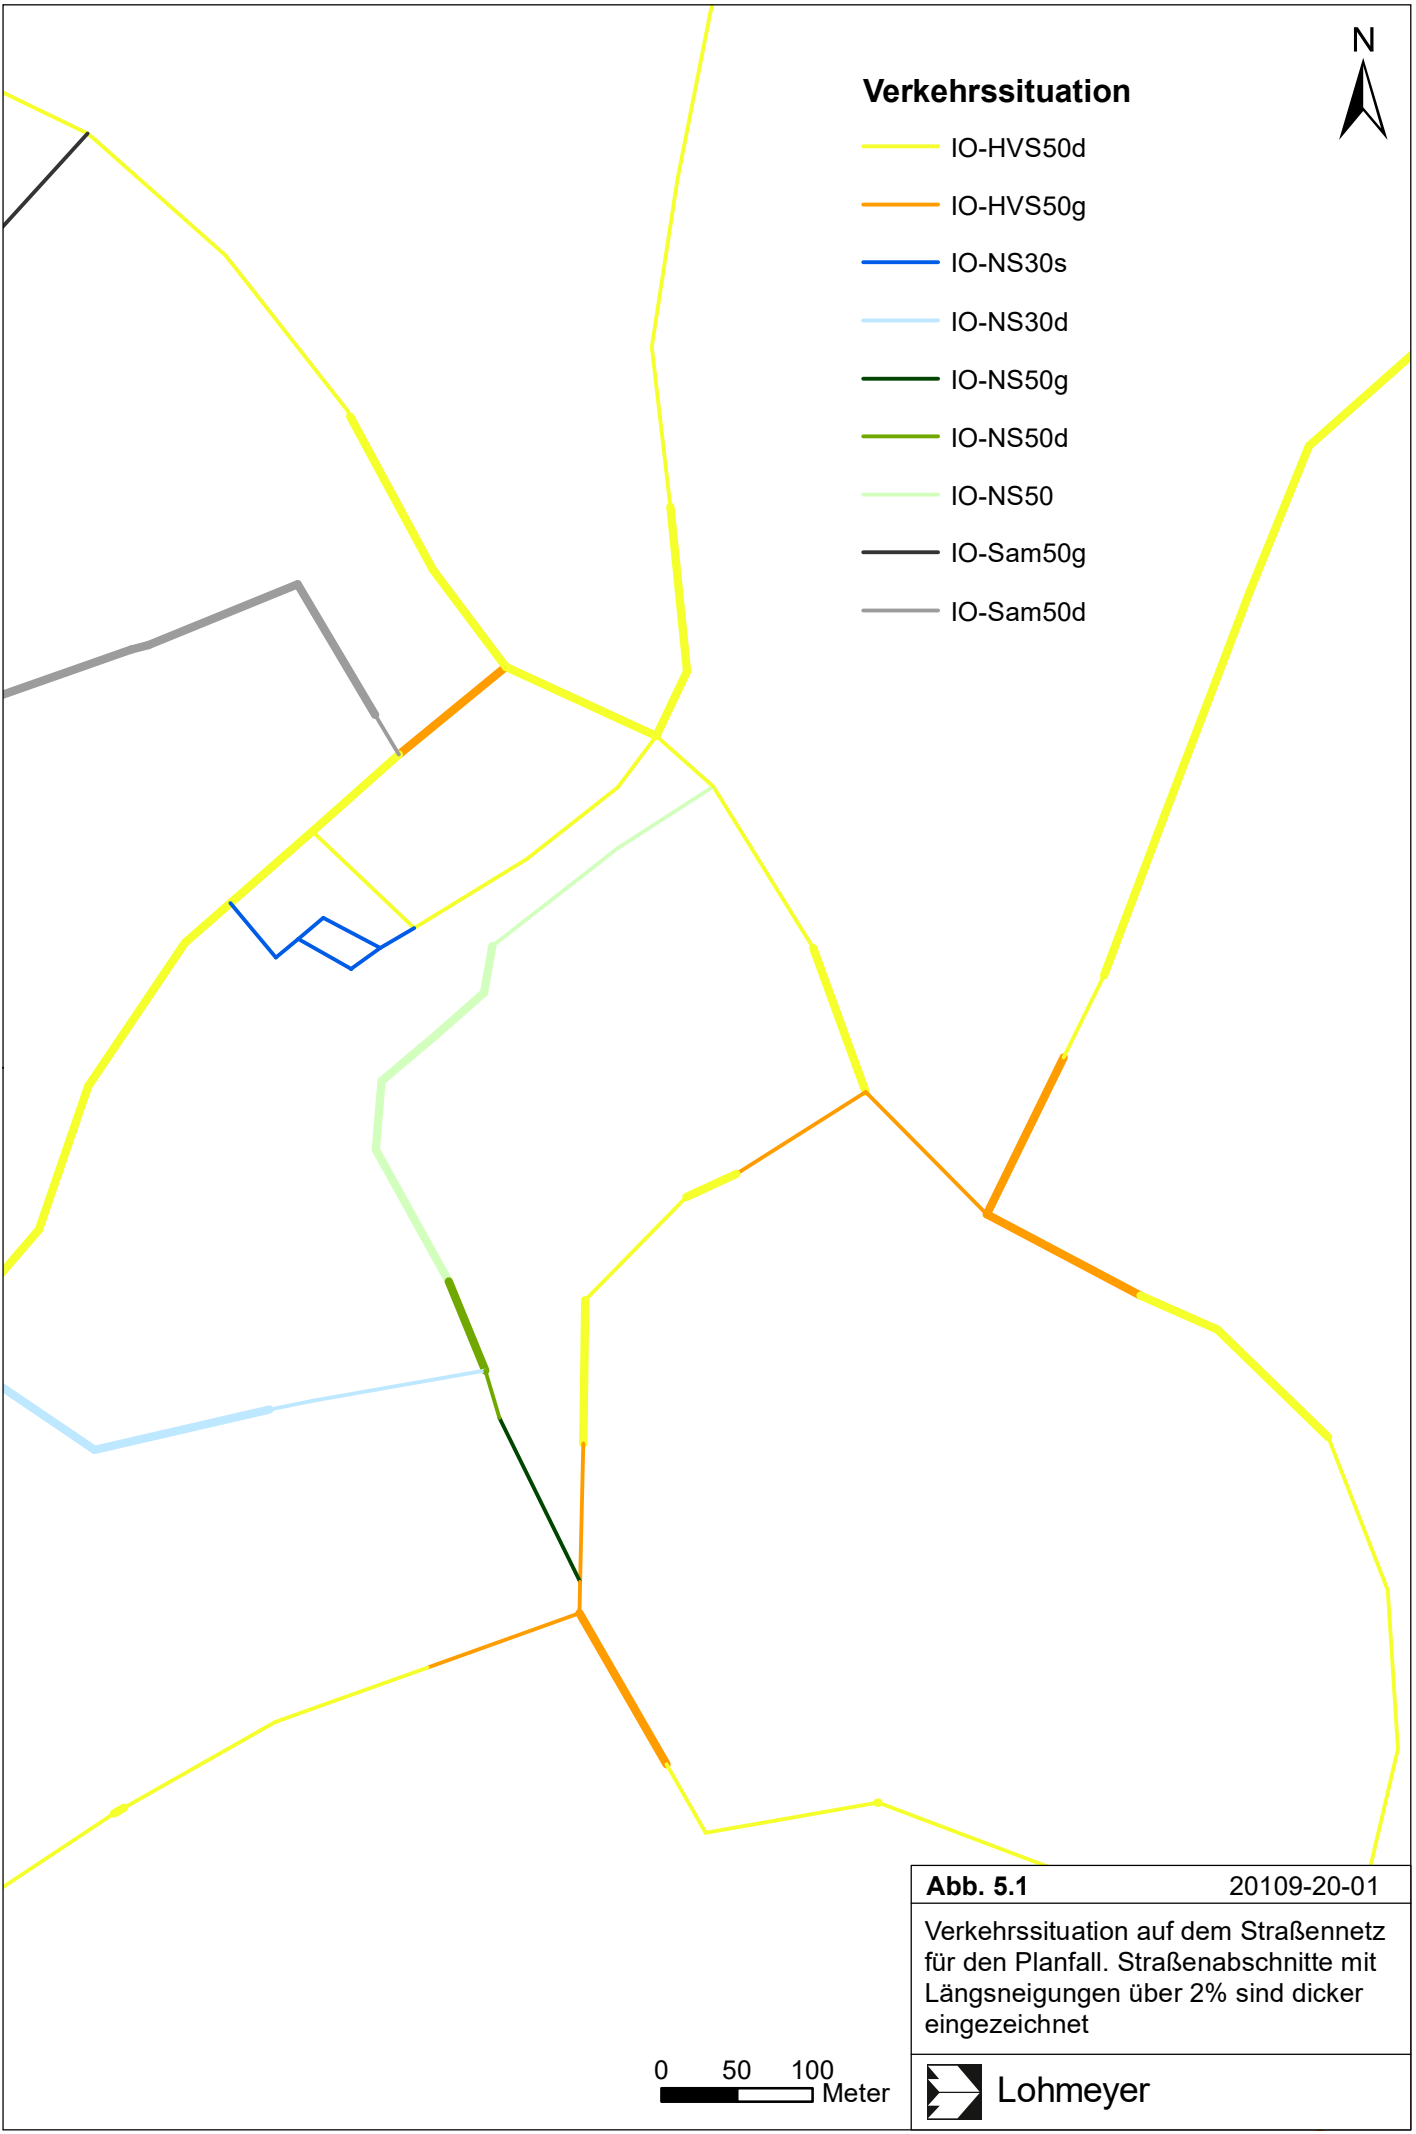 N
Verkehrssituation
IO-HVS50d
IO-HVS50g
IO-NS30s
IO-NS30d
IO-NS50g
IO-NS50d
IO-NS50
IO-Sam50g
IO-Sam50d
Abb. 5.1 20109-20-01
Verkehrssituation auf dem Straßennetz
für den Planfall. Straßenabschnitte mit
Längsneigungen über 2% sind dicker
eingezeichnet
0 50 100
Meter
Lohmeyer